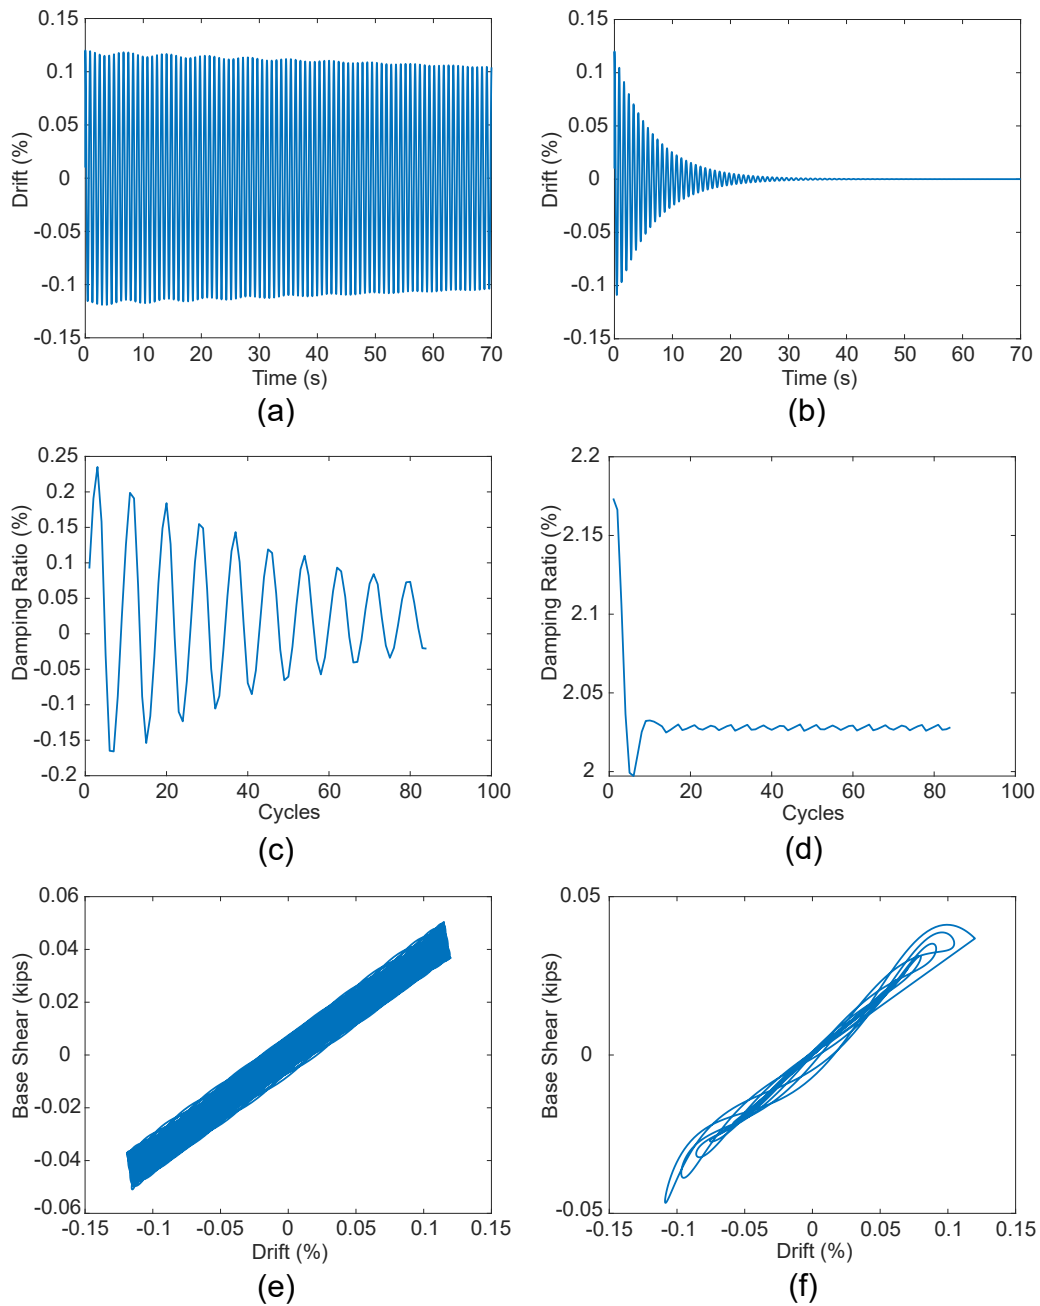 0.15
0.1
0.05
0
-0.05
-0.1
-0.15
Drift (%)
0 10 20 30 40 50 60 70
Time (s)
(a)
0.15
0.1
0.05
0
-0.05
-0.1
-0.15
Drift (%)
0 10 20 30 40 50 60 70
Time (s)
(b)
0.25
0.2
0.15
0.1
0.05
0
-0.05
-0.1
-0.15
-0.2
Damping Ratio (%)
0 20 40 60 80 100
Cycles
(c)
2.2
2.15
2.1
2.05
2
Damping Ratio (%)
0 20 40 60 80 100
Cycles
(d)
0.06
0.04
0.02
0
-0.02
-0.04
-0.06
Base Shear (kips)
-0.15 -0.1 -0.05 0 0.05 0.1 0.15
Drift (%)
(e)
0.05
0
-0.05
Base Shear (kips)
-0.15 -0.1 -0.05 0 0.05 0.1 0.15
Drift (%)
(f)